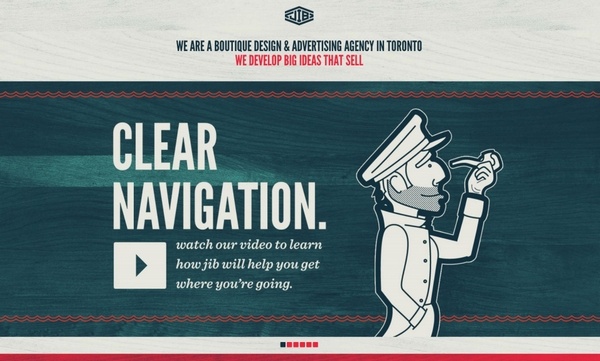 JIB
WE ARE A BOUTIQUE DESIGN & ADVERTISING AGENCY IN TORONTO
WE DEVELOP BIG IDEAS THAT SELL
CLEAR
NAVIGATION.
watch our video to learn
how jib will help you get
where you're going.